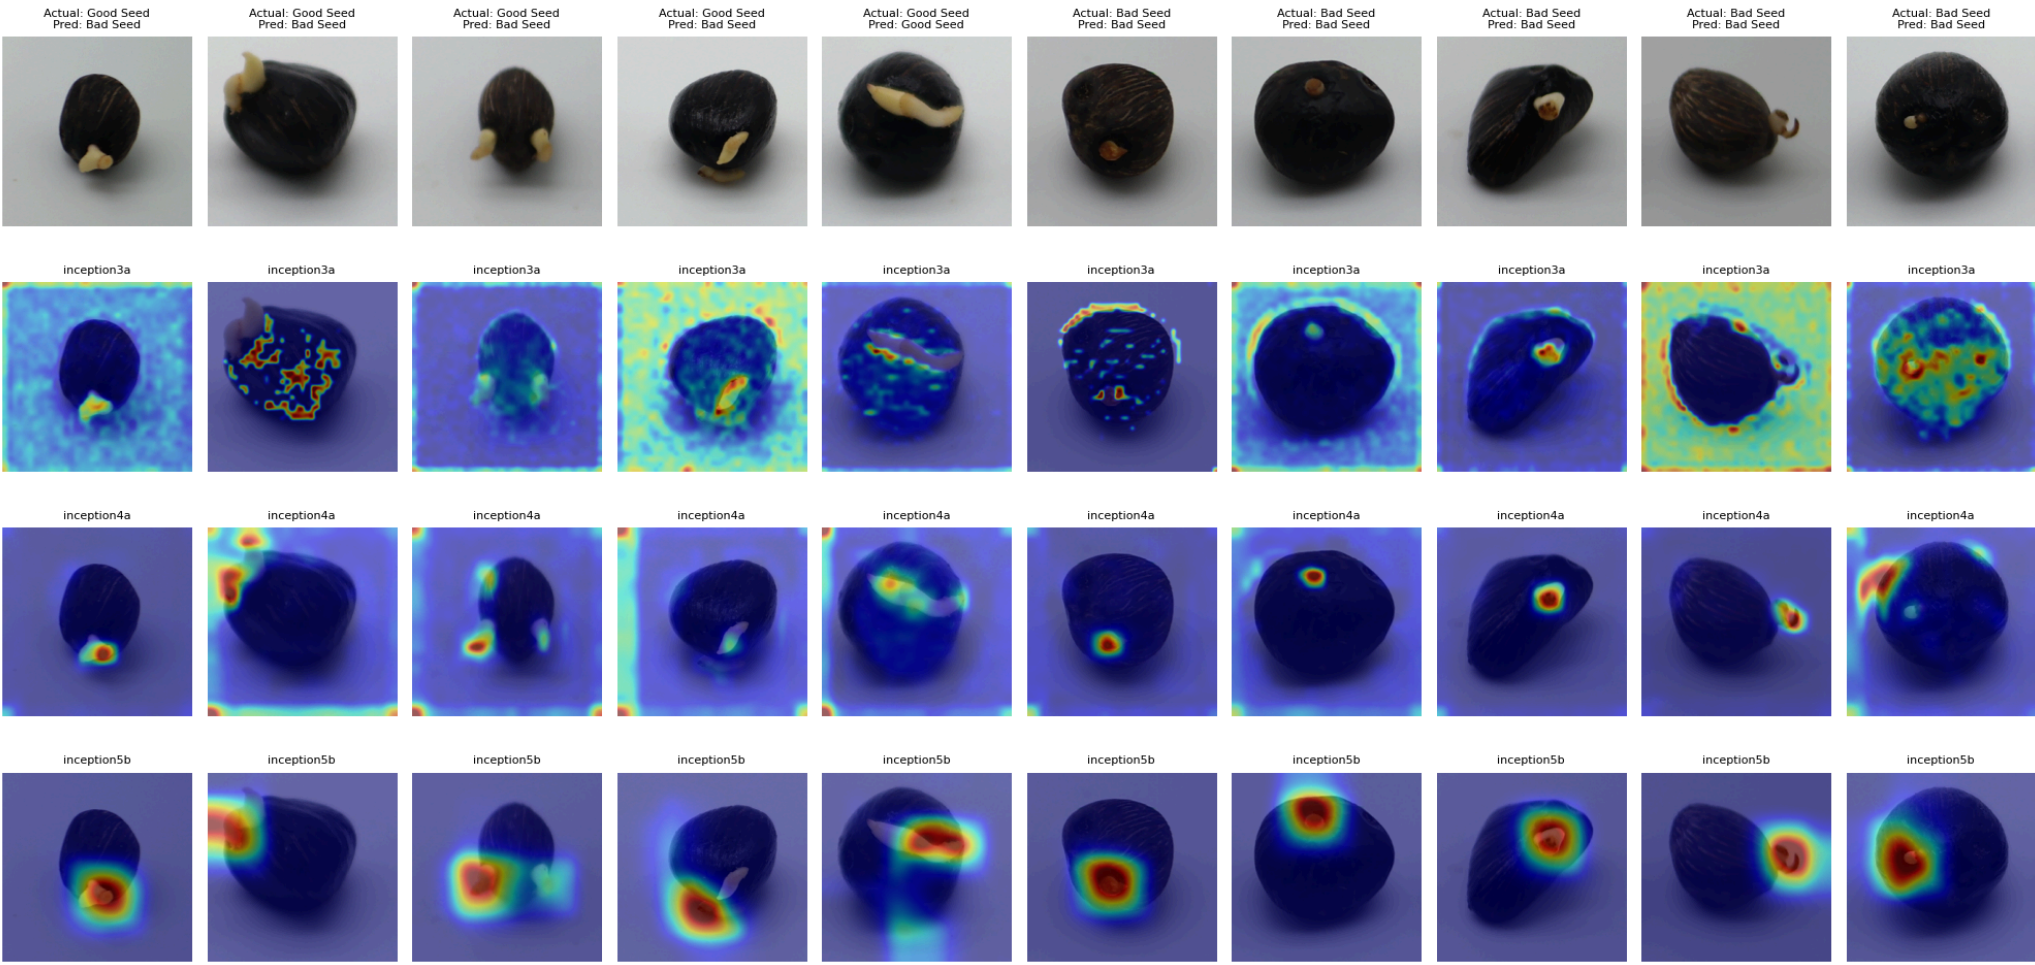 Actual: Good Seed
Pred: Bad Seed
Actual: Good Seed
Pred: Bad Seed
Actual: Good Seed
Pred: Bad Seed
Actual: Good Seed
Pred: Bad Seed
Actual: Good Seed
Pred: Good Seed
Actual: Bad Seed
Pred: Bad Seed
Actual: Bad Seed
Pred: Bad Seed
Actual: Bad Seed
Pred: Bad Seed
Actual: Bad Seed
Pred: Bad Seed
Actual: Bad Seed
Pred: Bad Seed
inception3a
inception3a
inception3a
inception3a
inception3a
inception3a
inception3a
inception3a
inception3a
inception3a
inception4a
inception4a
inception4a
inception4a
inception4a
inception4a
inception4a
inception4a
inception4a
inception4a
inception5b
inception5b
inception5b
inception5b
inception5b
inception5b
inception5b
inception5b
inception5b
inception5b